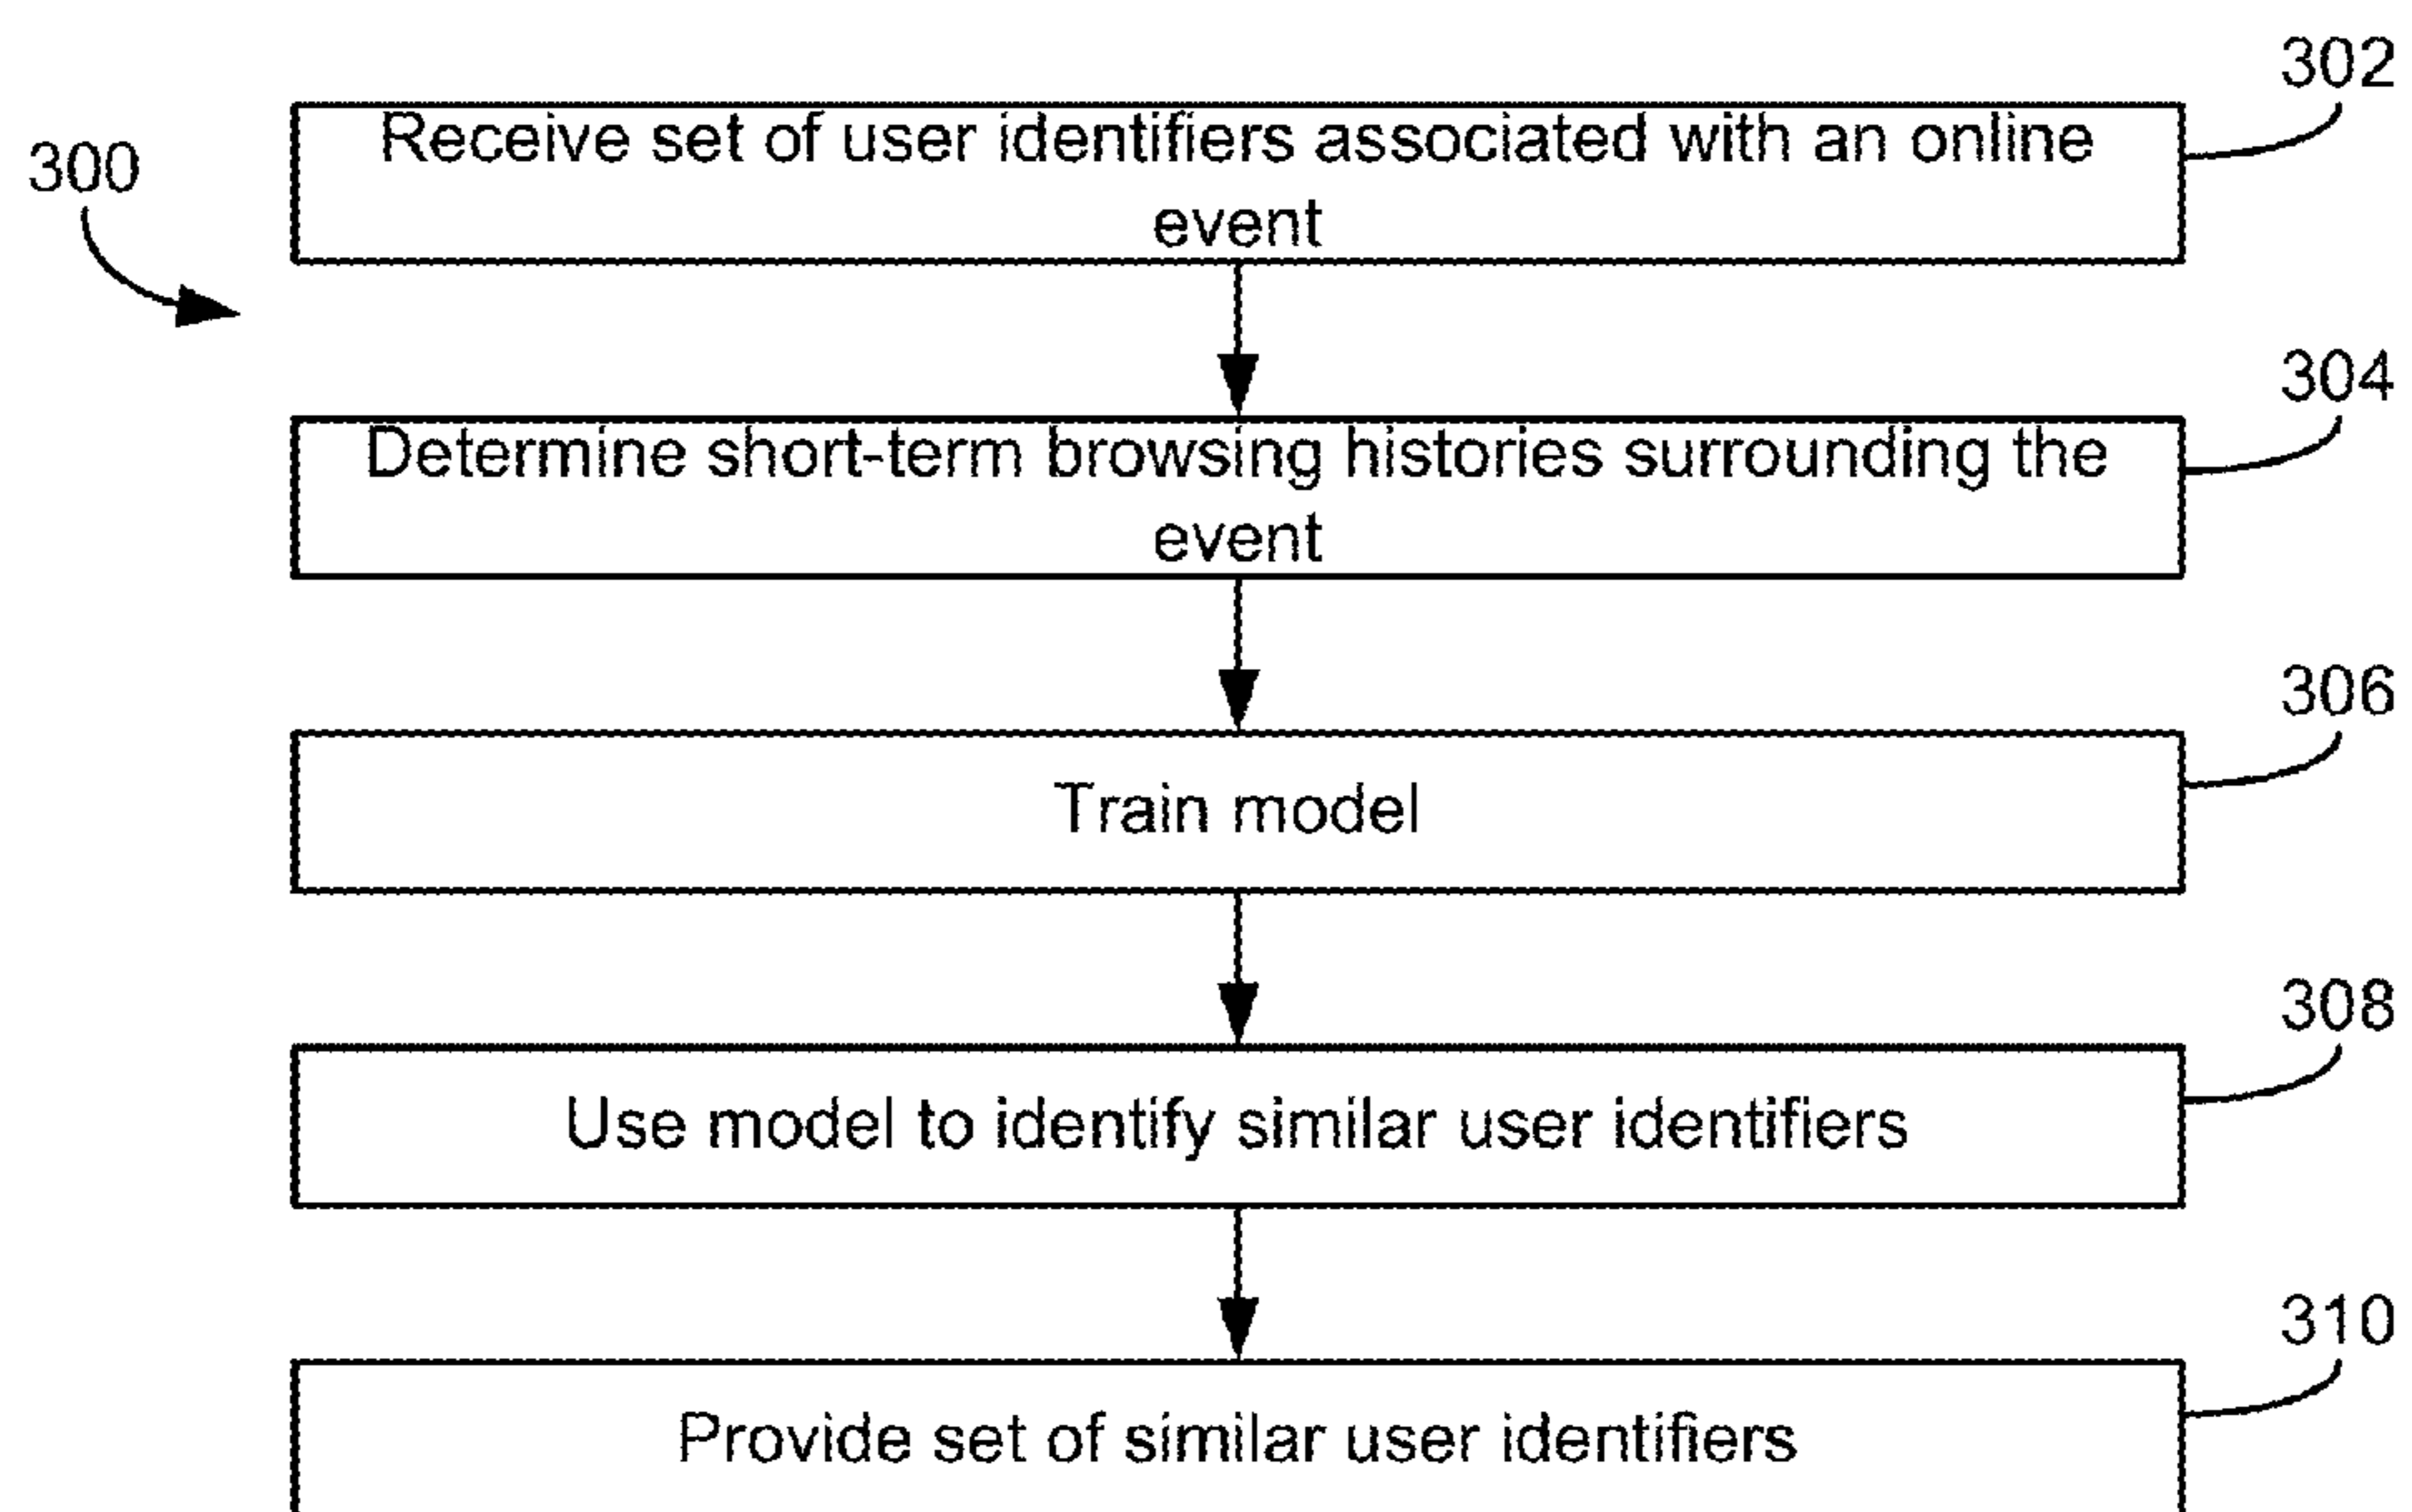 302
Receive set of user identifiers associated with an online
event
300
304
Determine short-term browsing histories surrounding the
event
306
Train model
308
Use model to identify similar user identifiers
310
Provide set of similar user identifiers